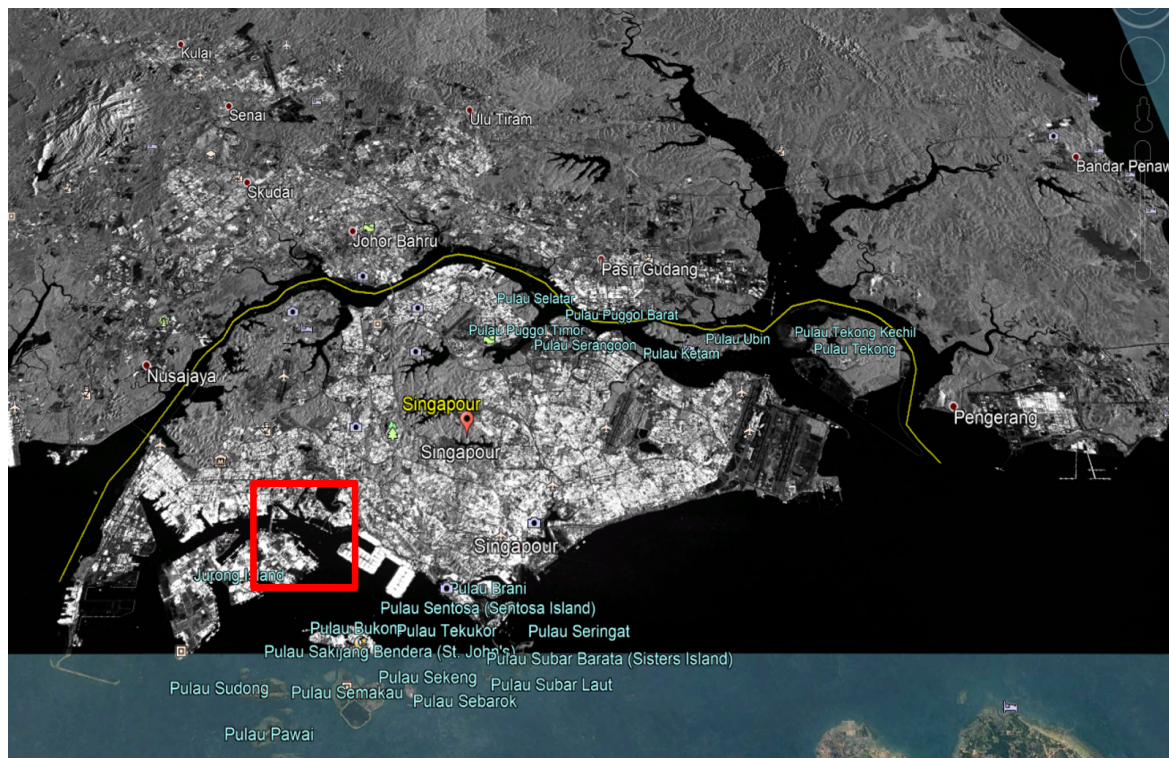 Kulai
Senai
Ulu Tiram
Bandar Penaw
Skudai
Johor Bahru
Pasir Gudang
Pulau Selatar
Pulau Puggol Barat
Pulau Puggol Timor
Pulau Serangoon
Pulau Ketam
Pulau Ubin
Pulau Tekong Kechil
Pulau Tekong
Nusajaya
Singapour
Singapour
Pengerang
Singapour
Jurong Island
Pulau Brani
Pulau Sentosa (Sentosa Island)
Pulau Bukom
Pulau Tekukor
Pulau Seringat
Pulau Sakijang Bendera (St. John's)
Pulau Subar Barata (Sisters Island)
Pulau Sekeng
Pulau Subar Laut
Pulau Sudong
Pulau Semakau
Pulau Sebarok
Pulau Pawai